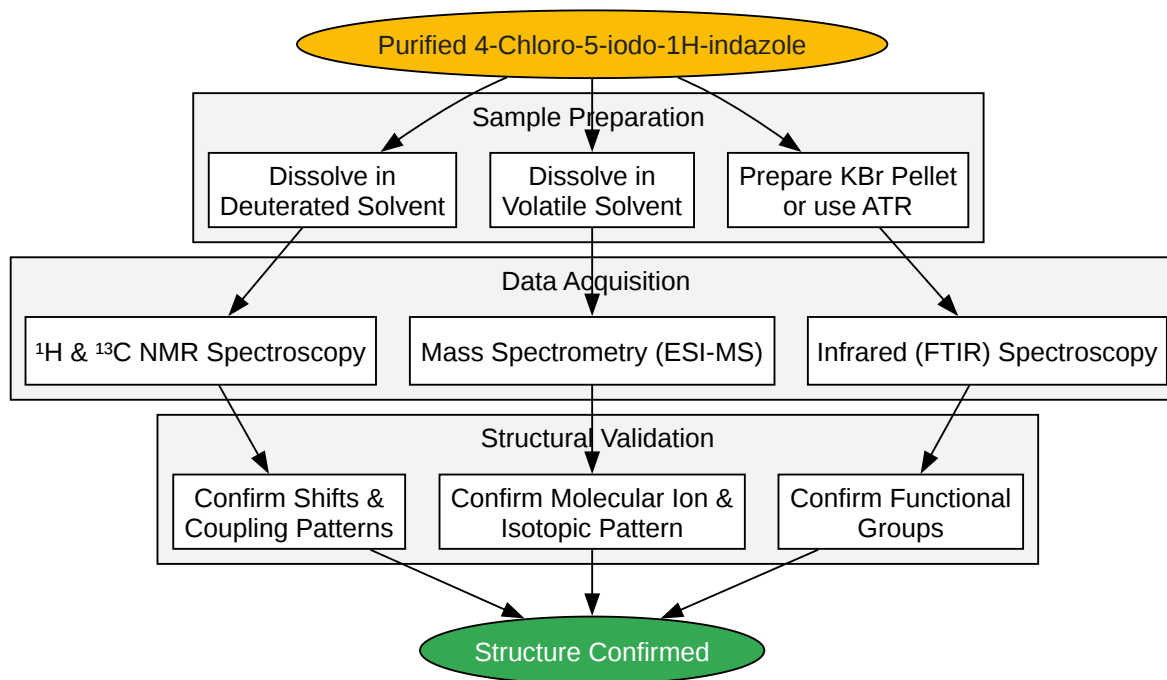 Purified 4-Chloro-5-iodo-1H-indazole
Sample Preparation
Dissolve in
Deuterated Solvent
Dissolve in
Volatile Solvent
Prepare KBr Pellet
or use ATR
Data Acquisition
¹H & ¹³C NMR Spectroscopy
Mass Spectrometry (ESI-MS)
Infrared (FTIR) Spectroscopy
Structural Validation
Confirm Shifts &
Coupling Patterns
Confirm Molecular Ion &
Isotopic Pattern
Confirm Functional
Groups
Structure Confirmed